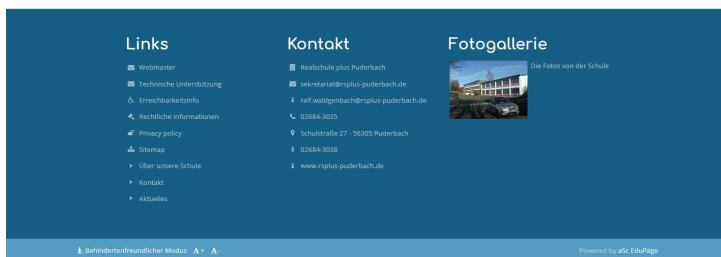 Links
Webmaster
Technische Unterstützung
Erreichbarkeitsinfo
Rechtliche Informationen
Privacy policy
Sitemap
Über unsere Schule
Kontakt
Aktuelles
Kontakt
Realschule plus Puderbach
sekretariat@rsplus-puderbach.de
ralf.waldgenbach@rsplus-puderbach.de
02684-3035
Schulstraße 27 - 56305 Puderbach
02684-3038
www.rsplus-puderbach.de
Fotogallerie
Die Fotos von der Schule
Behindertenfreundlicher Modus A+ A-
Powered by aSc EduPage